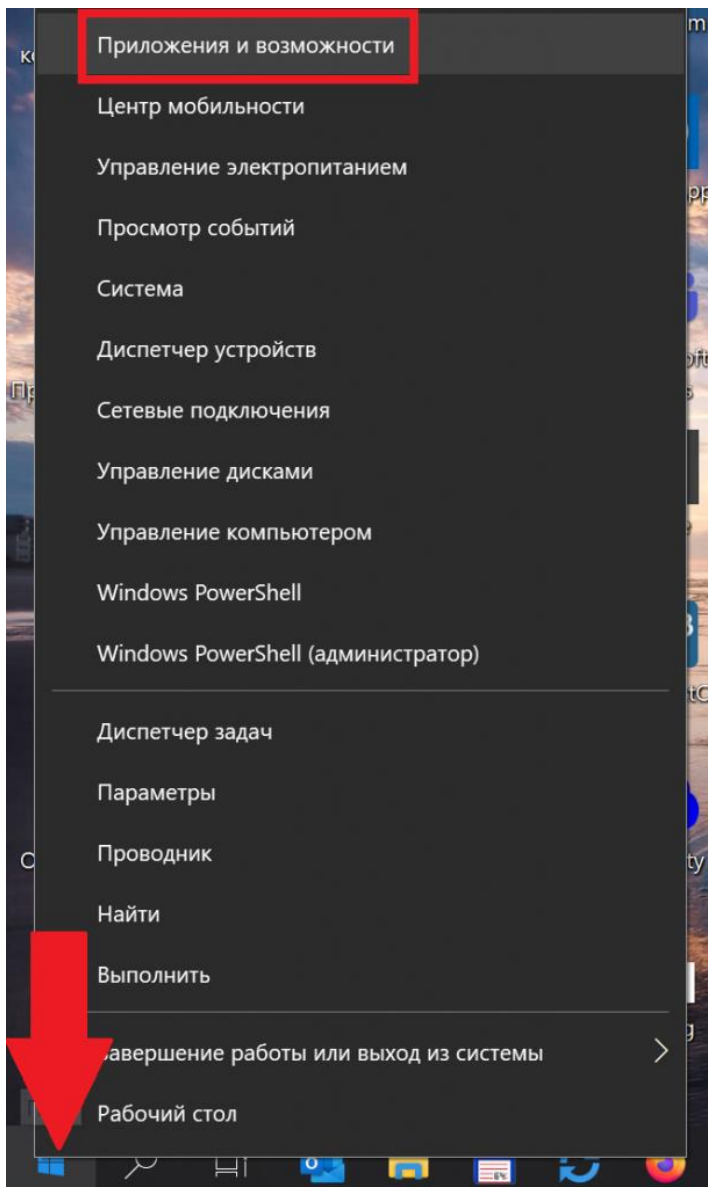 Приложения и возможности
Центр мобильности
Управление электропитанием
Просмотр событий
Система
Диспетчер устройств
Сетевые подключения
Управление дисками
Управление компьютером
Windows PowerShell
Windows PowerShell (администратор)
Диспетчер задач
Параметры
Проводник
Найти
Выполнить
Завершение работы или выход из системы
Рабочий стол